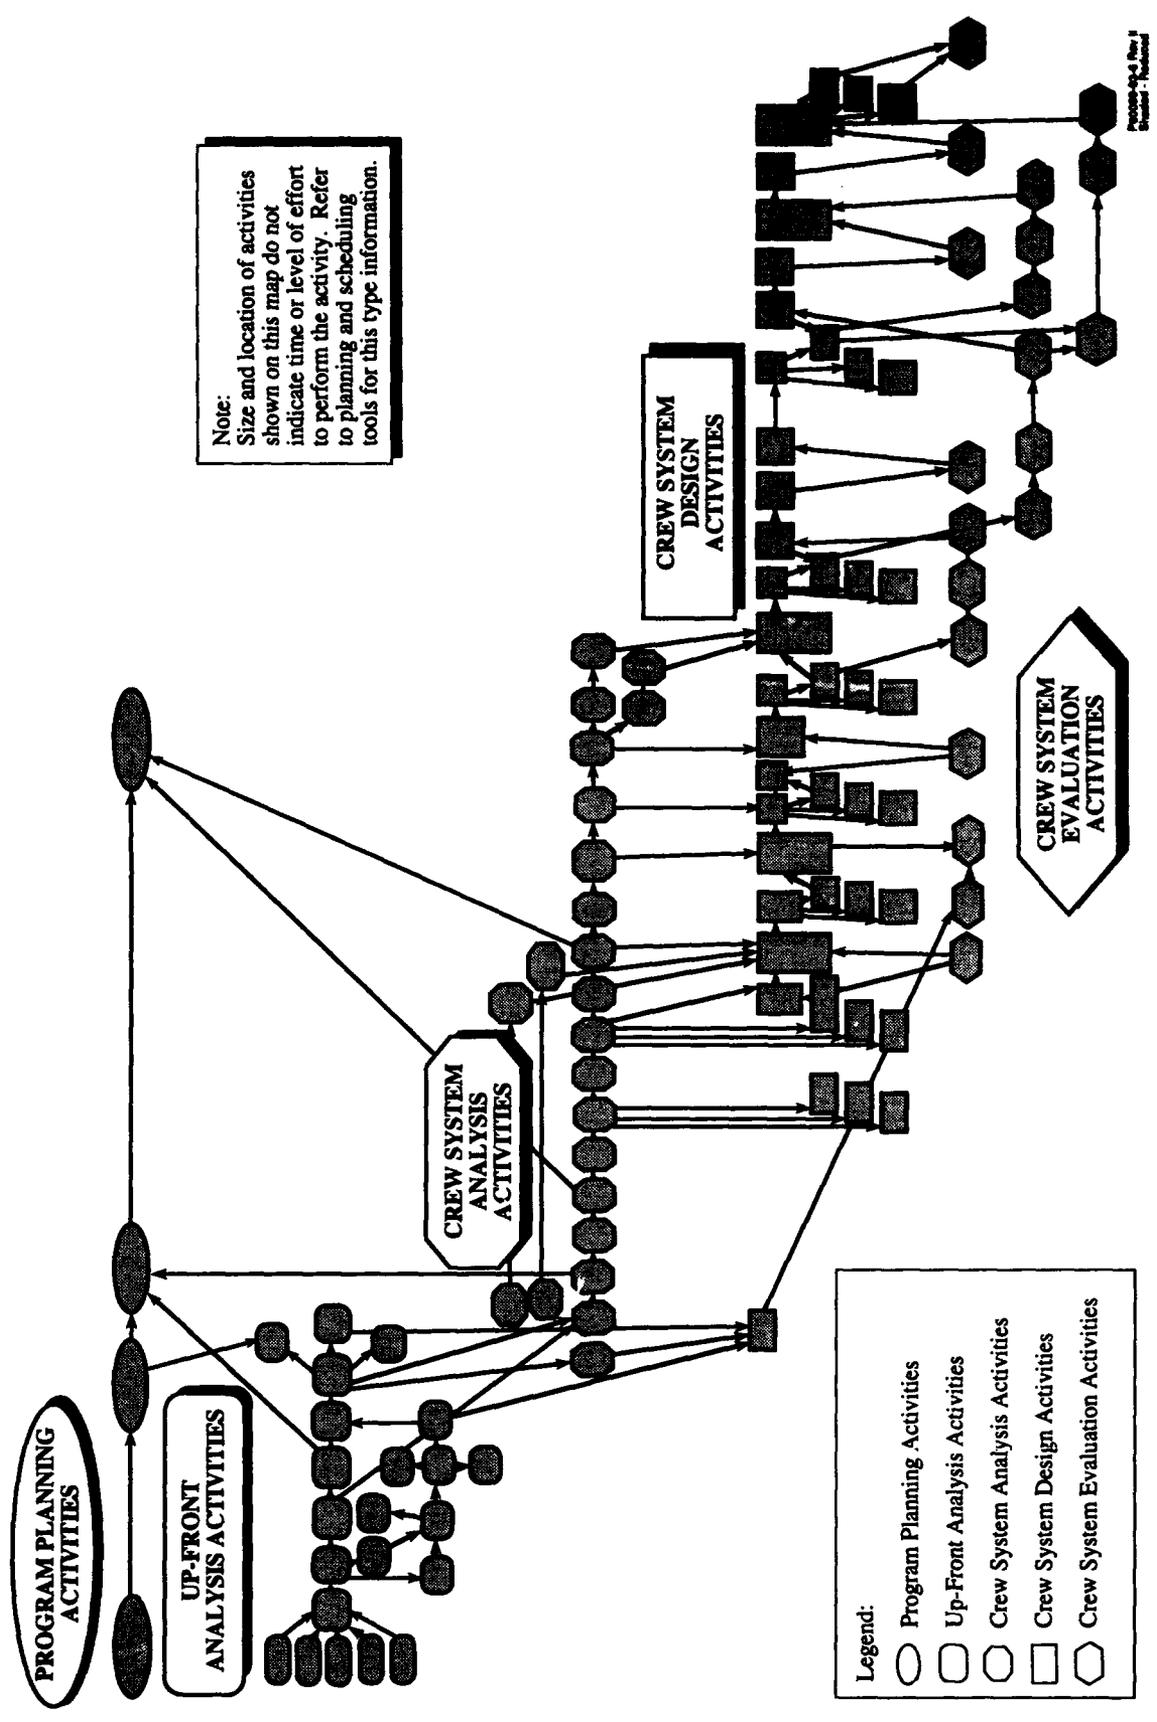 PROGRAM PLANNING
ACTIVITIES
UP-FRONT
ANALYSIS ACTIVITIES
CREW SYSTEM
ANALYSIS
ACTIVITIES
CREW SYSTEM
DESIGN
ACTIVITIES
CREW SYSTEM
EVALUATION
ACTIVITIES
Note:
Size and location of activities
shown on this map do not
indicate time or level of effort
to perform the activity. Refer
to planning and scheduling
tools for this type information.
Legend:
Program Planning Activities
Up-Front Analysis Activities
Crew System Analysis Activities
Crew System Design Activities
Crew System Evaluation Activities
Rev H
Shaded - Reduced